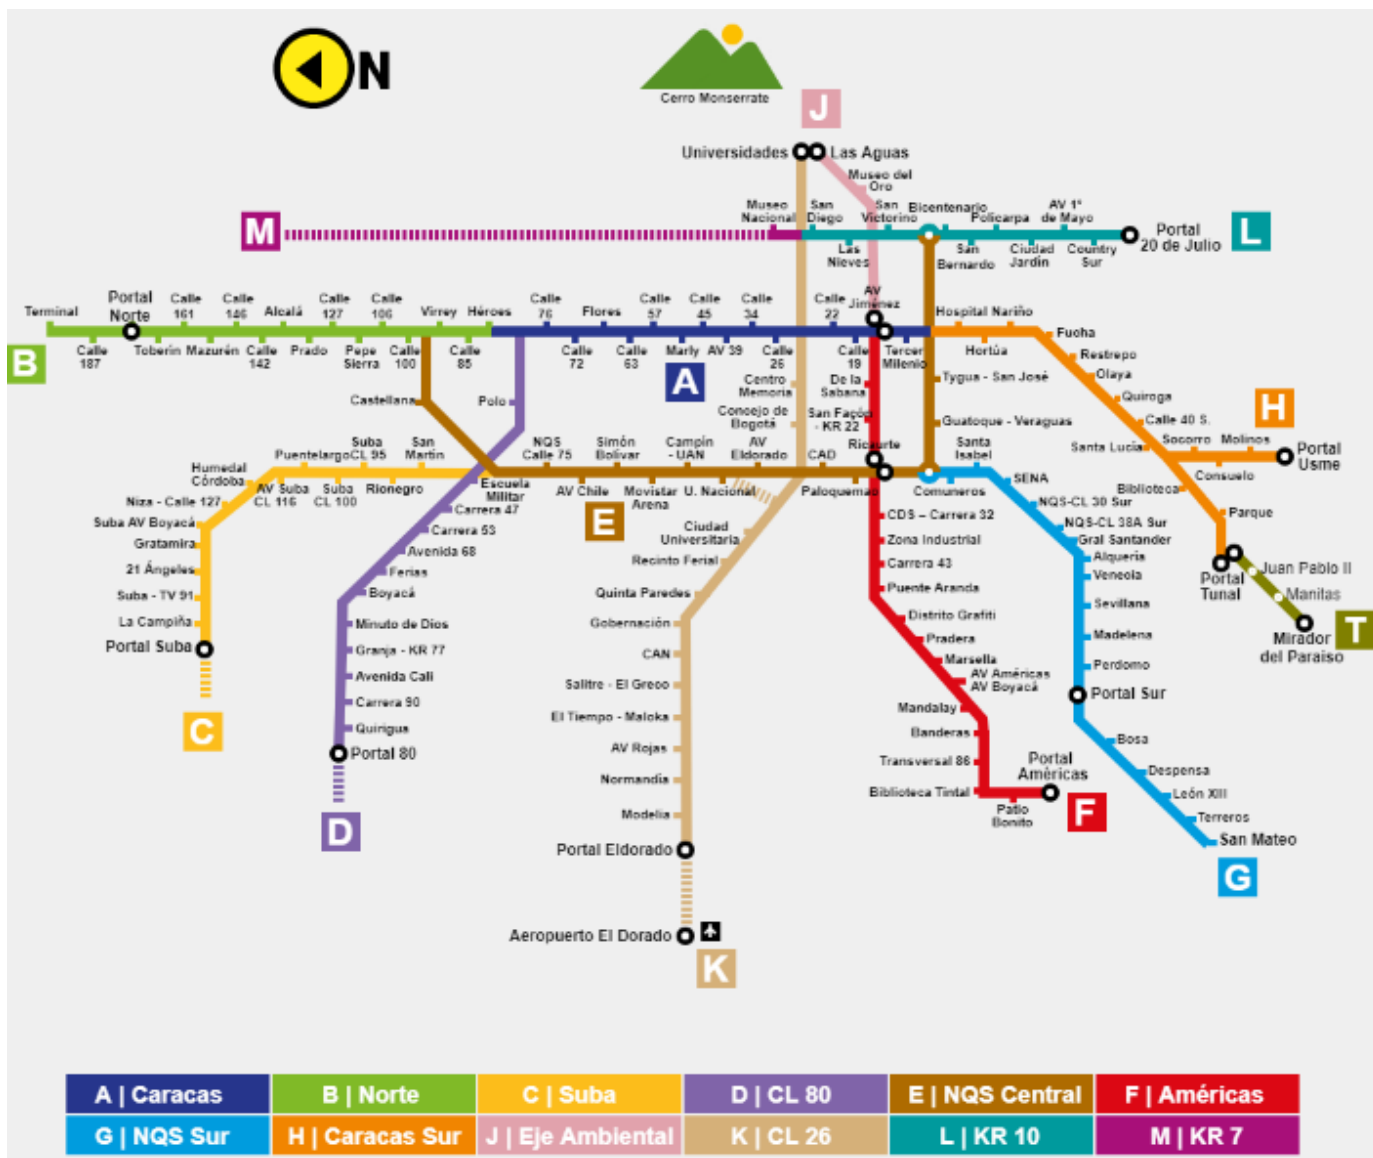 N
Cerro Monserrate
J
Universidades
Las Aguas
Museo del
Oro
M
Museo
Nacional
San
Diego
San
Victorino
Bicentenario
Policarpa
AV 1°
de Mayo
Portal
20 de Julio
L
Las
Nieves
San
Bernardo
Ciudad
Jardín
Country
Sur
Terminal
Portal
Norte
Calle
161
Calle
146
Alcalá
Calle
127
Calle
106
Virrey
Héroes
Calle
76
Flores
Calle
57
Calle
45
Calle
34
Calle
22
AV
Jiménez
Hospital
Nariño
B
Calle
187
Toberín
Mazurén
Calle
142
Prado
Pepe
Sierra
Calle
100
Calle
85
Calle
72
Calle
63
Marly
AV 39
Calle
26
Calle
19
Tercer
Milenio
Hortúa
Fucha
Restrepo
Olaya
Quiroga
Calle 40 S.
Santa Lucía
A
Castellana
Polo
Centro
Memoria
Concejo de
Bogotá
De la
Sabana
San Façon
- KR 22
Ricaurte
Tygua - San José
Guatoque - Veraguas
H
Socorro
Molinos
Portal
Usme
Consuelo
Biblioteca
Parque
Portal
Tunal
Juan Pablo II
Manitas
Mirador
del Paraiso
T
Humedal
Córdoba
Puentelargo
Suba
CL 95
San
Martín
Niza - Calle 127
AV Suba
CL 116
Suba
CL 100
Rionegro
Suba AV Boyacá
Gratamira
21 Ángeles
Suba - TV 91
La Campiña
Portal Suba
C
Escuela
Militar
Carrera 47
Carrera 53
Avenida 68
Ferias
Boyacá
Minuto de Dios
Granja - KR 77
Avenida Cali
Carrera 90
Quirigua
Portal 80
D
NQS
Calle 75
Simón
Bolívar
Campín
- UAN
AV
Eldorado
CAD
AV Chile
Movistar
Arena
U. Nacional
Paloquemao
E
Santa
Isabel
Comuneros
SENA
NQS-CL 30 Sur
NQS-CL 38A Sur
Gral Santander
Alquería
Venecia
Sevillana
Madelena
Perdomo
Portal Sur
Bosa
Despensa
León XIII
Terreros
San Mateo
G
Ciudad
Universitaria
Recinto Ferial
Quinta Paredes
Gobernación
CAN
Salitre - El Greco
El Tiempo - Maloka
AV Rojas
Normandía
Modelia
Portal Eldorado
Aeropuerto El Dorado
K
CDS – Carrera 32
Zona Industrial
Carrera 43
Puente Aranda
Distrito Grafiti
Pradera
Marsella
AV Américas
AV Boyacá
Mandalay
Banderas
Transversal 86
Biblioteca Tintal
Patio
Bonito
Portal
Américas
F
A | Caracas
B | Norte
C | Suba
D | CL 80
E | NQS Central
F | Américas
G | NQS Sur
H | Caracas Sur
J | Eje Ambiental
K | CL 26
L | KR 10
M | KR 7